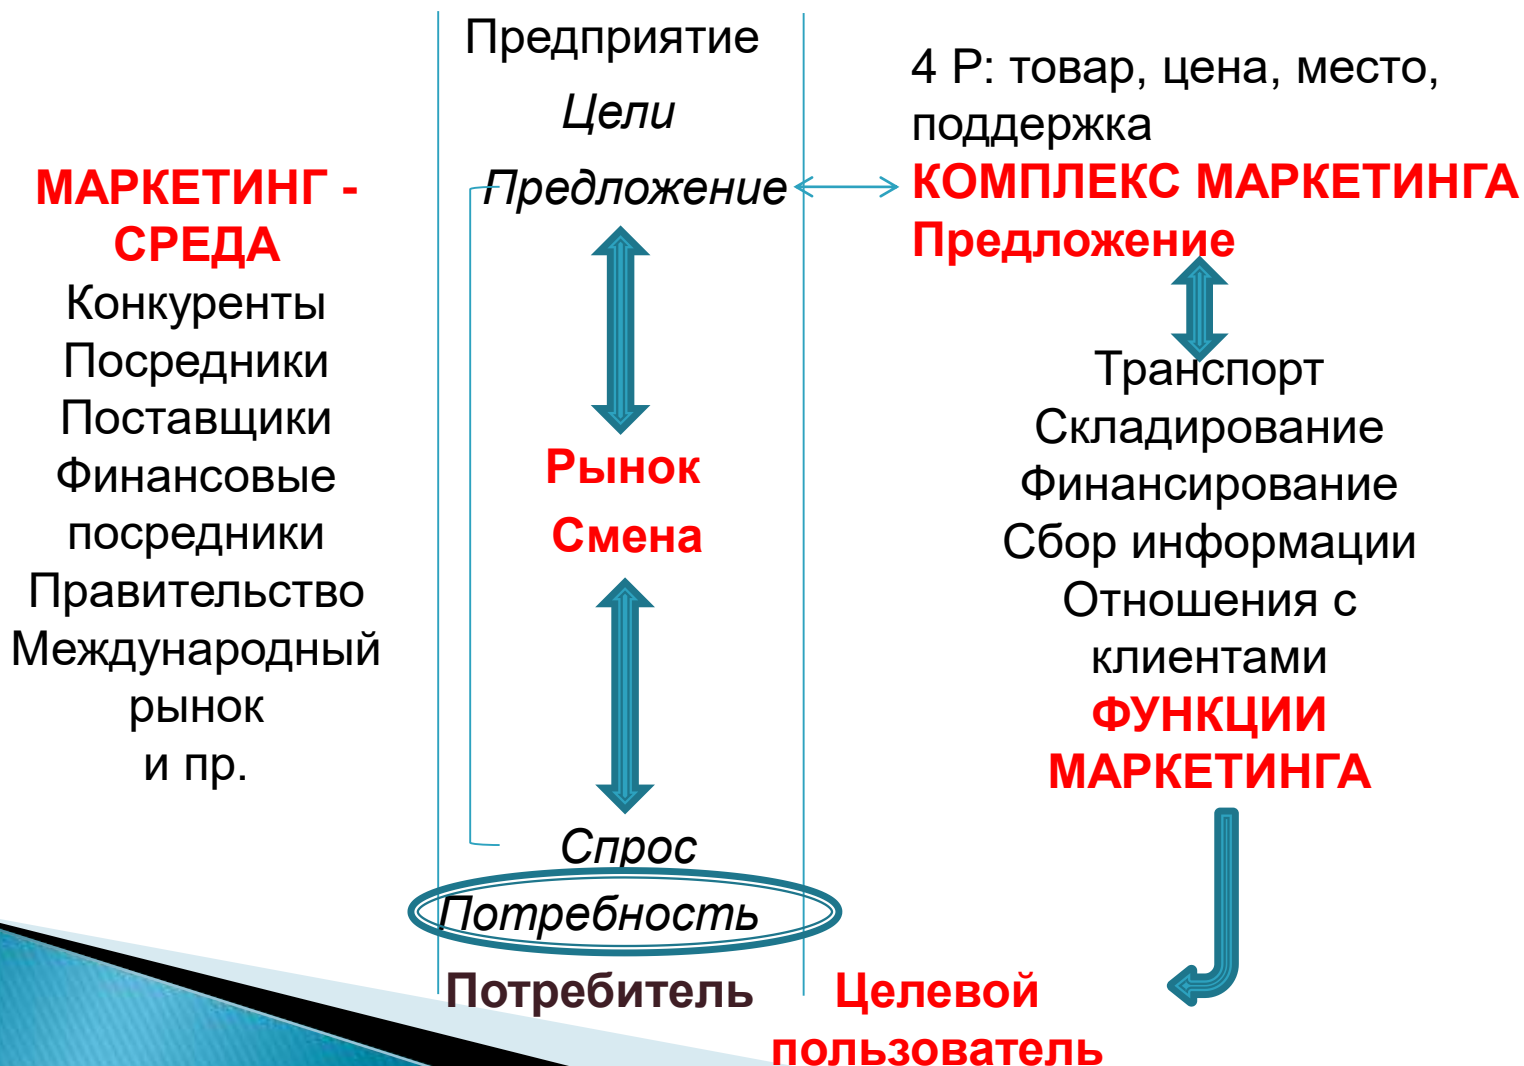 МАРКЕТИНГ -
СРЕДА
Конкуренты
Посредники
Поставщики
Финансовые
посредники
Правительство
Международный
рынок
и пр.
Предприятие
Цели
Предложение
Рынок
Смена
Спрос
Потребность
Потребитель
4 Р: товар, цена, место,
поддержка
КОМПЛЕКС МАРКЕТИНГА
Предложение
Транспорт
Складирование
Финансирование
Сбор информации
Отношения с
клиентами
ФУНКЦИИ
МАРКЕТИНГА
Целевой
пользователь